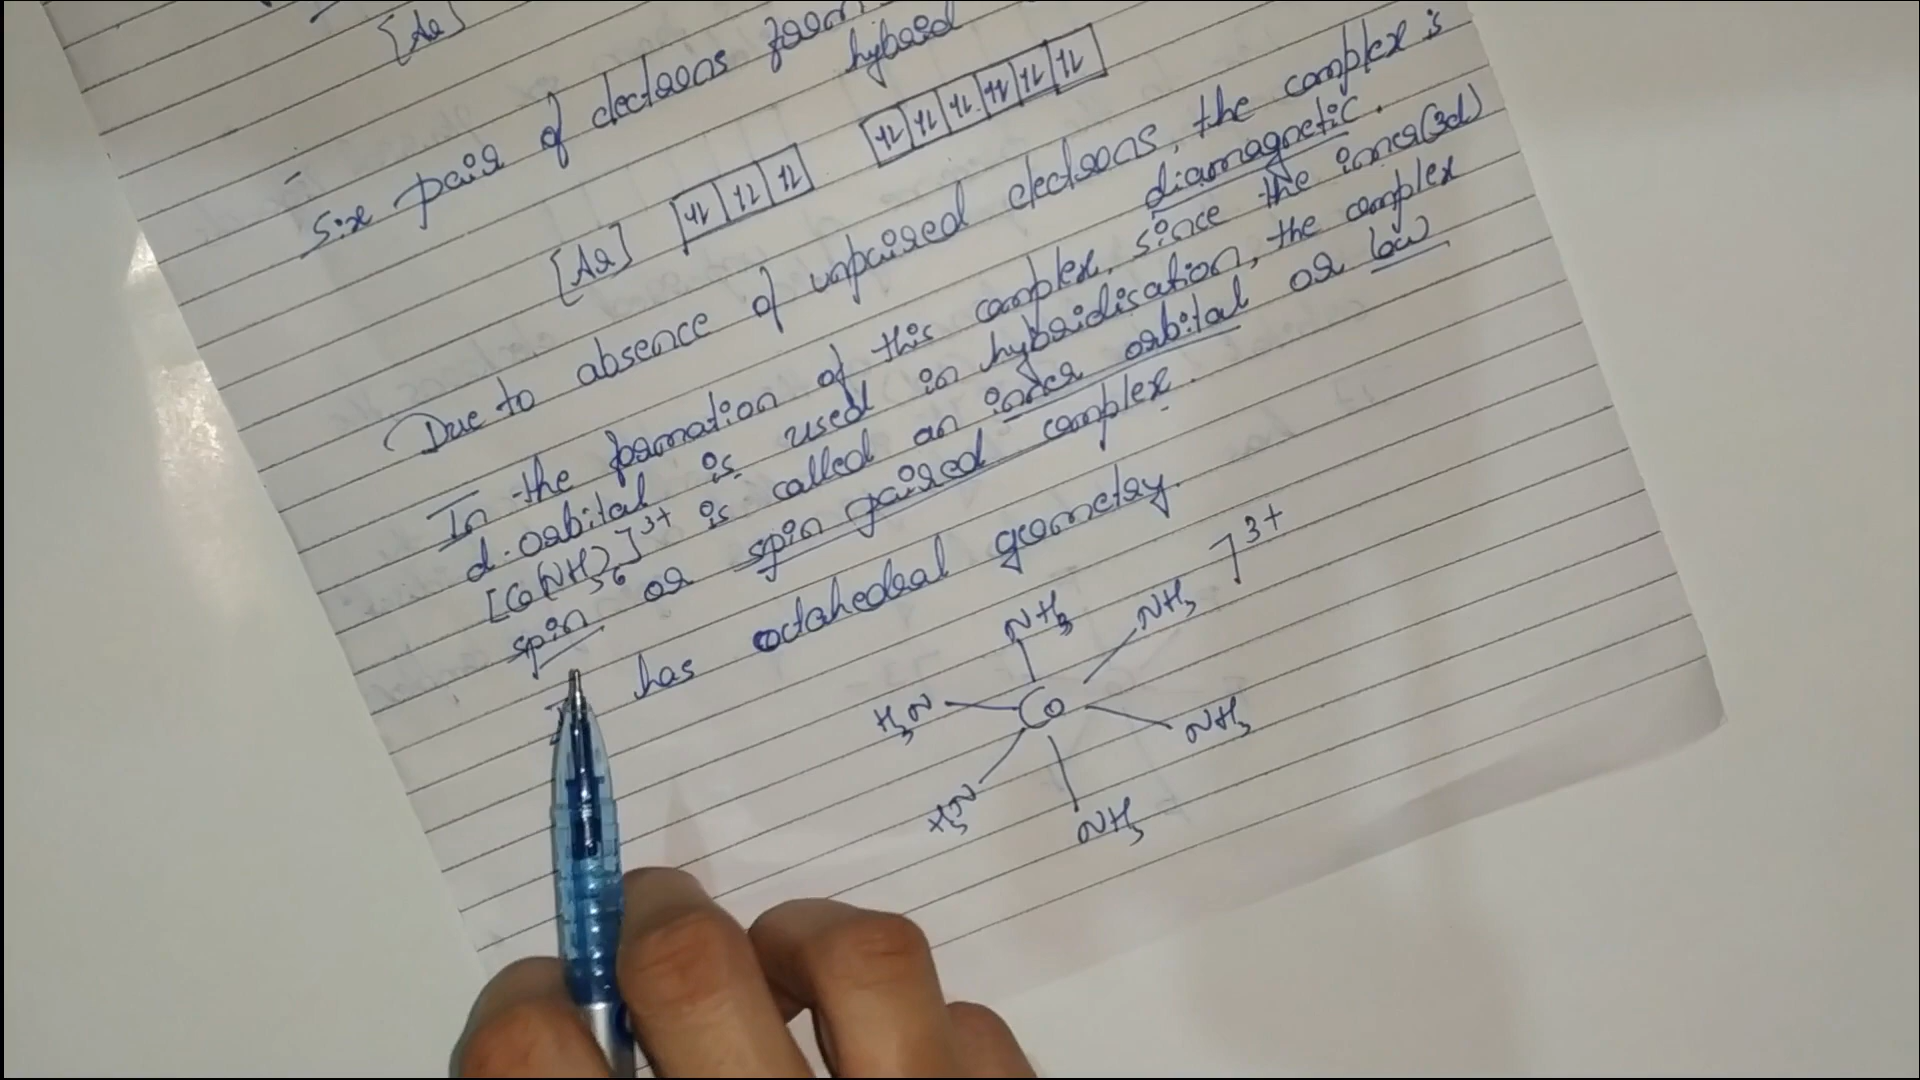 [Ar]
Six pair of electrons from
hybrid
[Ar] ⥮ ⥮ ⥮ ⥮ ⥮ ⥮ ⥮ ⥮ ⥮
Due to absence of unpaired electrons, the complex is
diamagnetic.
In the formation of this complex, since the inner(3d)
d.orbital is used in hybridisation, the complex
[Co(NH3)6]3+ is called an inner orbital or low
spin or spin paired complex.
has octahedral geometry.
]3+
NH3
NH3
H3N
Co
NH3
H3N
NH3